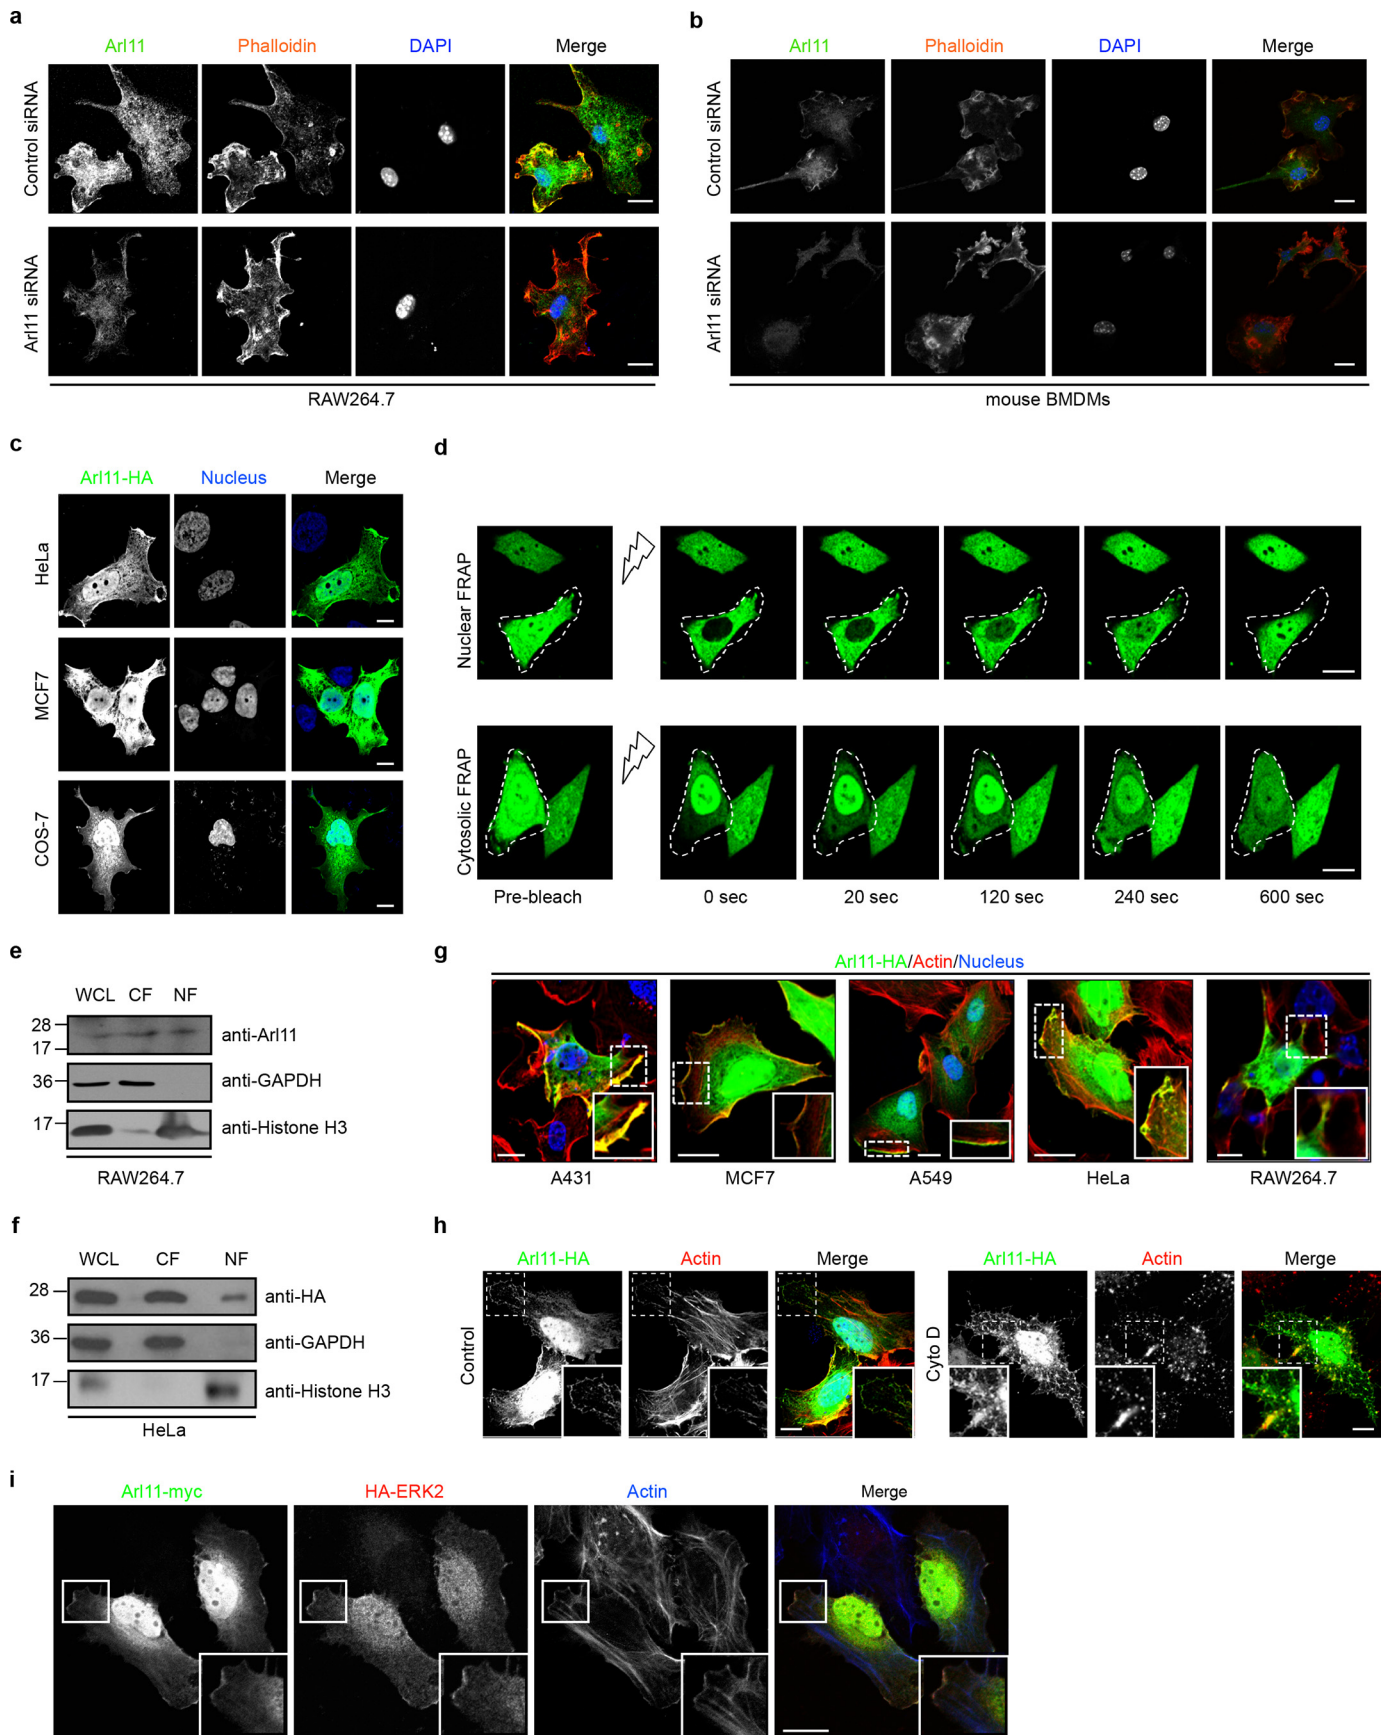 a
Arl11 Phalloidin DAPI Merge
Control siRNA
Arl11 siRNA
RAW264.7
b
Arl11 Phalloidin DAPI Merge
Control siRNA
Arl11 siRNA
mouse BMDMs
c
Arl11-HA Nucleus Merge
HeLa
MCF7
COS-7
d
Nuclear FRAP
Cytosolic FRAP
Pre-bleach 0 sec 20 sec 120 sec 240 sec 600 sec
e
WCL CF NF
28
17
anti-Arl11
36
anti-GAPDH
17
anti-Histone H3
RAW264.7
f
WCL CF NF
28
anti-HA
36
anti-GAPDH
17
anti-Histone H3
HeLa
g
Arl11-HA/Actin/Nucleus
A431 MCF7 A549 HeLa RAW264.7
h
Arl11-HA Actin Merge
Control
Arl11-HA Actin Merge
Cyto D
i
Arl11-myc HA-ERK2 Actin Merge